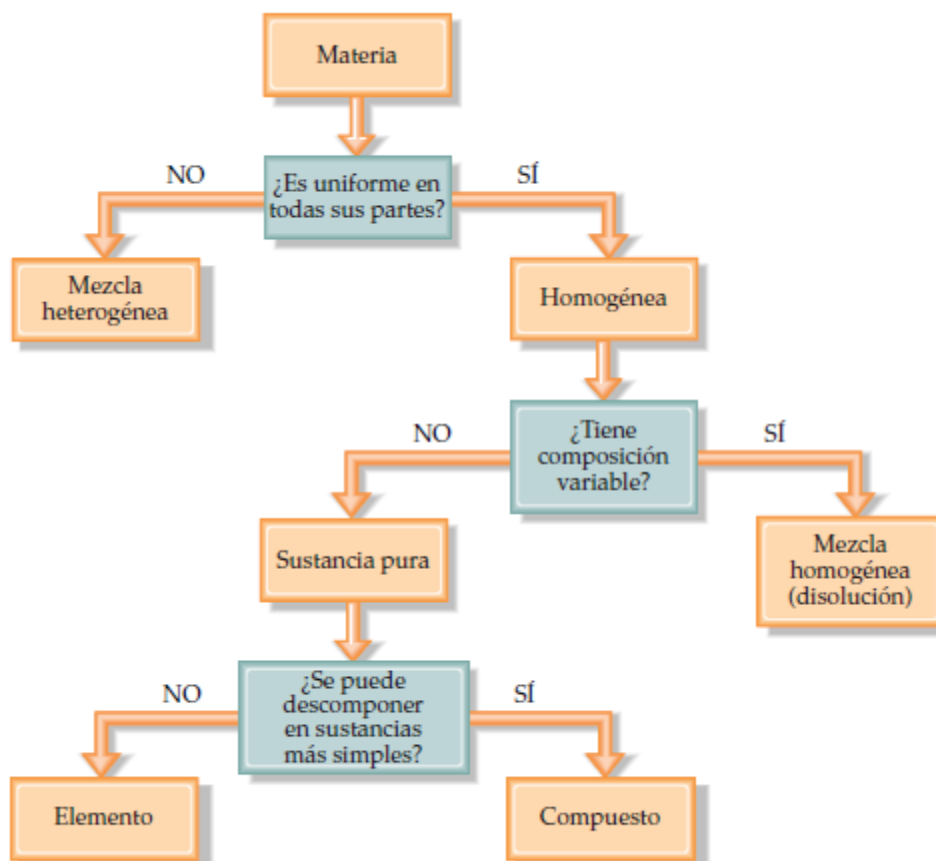 Materia
NO
¿Es uniforme en
todas sus partes?
SÍ
Mezcla
heterogénea
Homogénea
NO
¿Tiene
composición
variable?
SÍ
Sustancia pura
Mezcla
homogénea
(disolución)
NO
¿Se puede
descomponer
en sustancias
más simples?
SÍ
Elemento
Compuesto